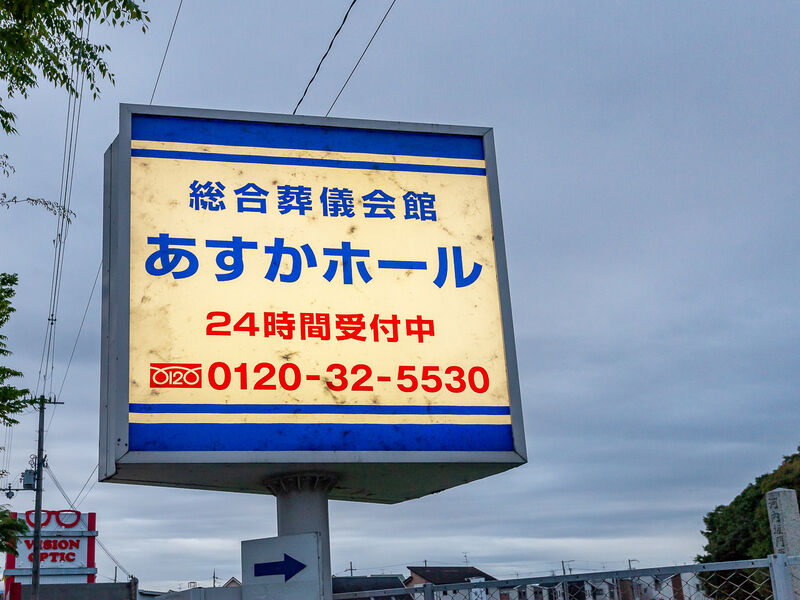 総合葬儀会館
あすかホール
24時間受付中
0120 0120-32-5530
VISION
OPTIC